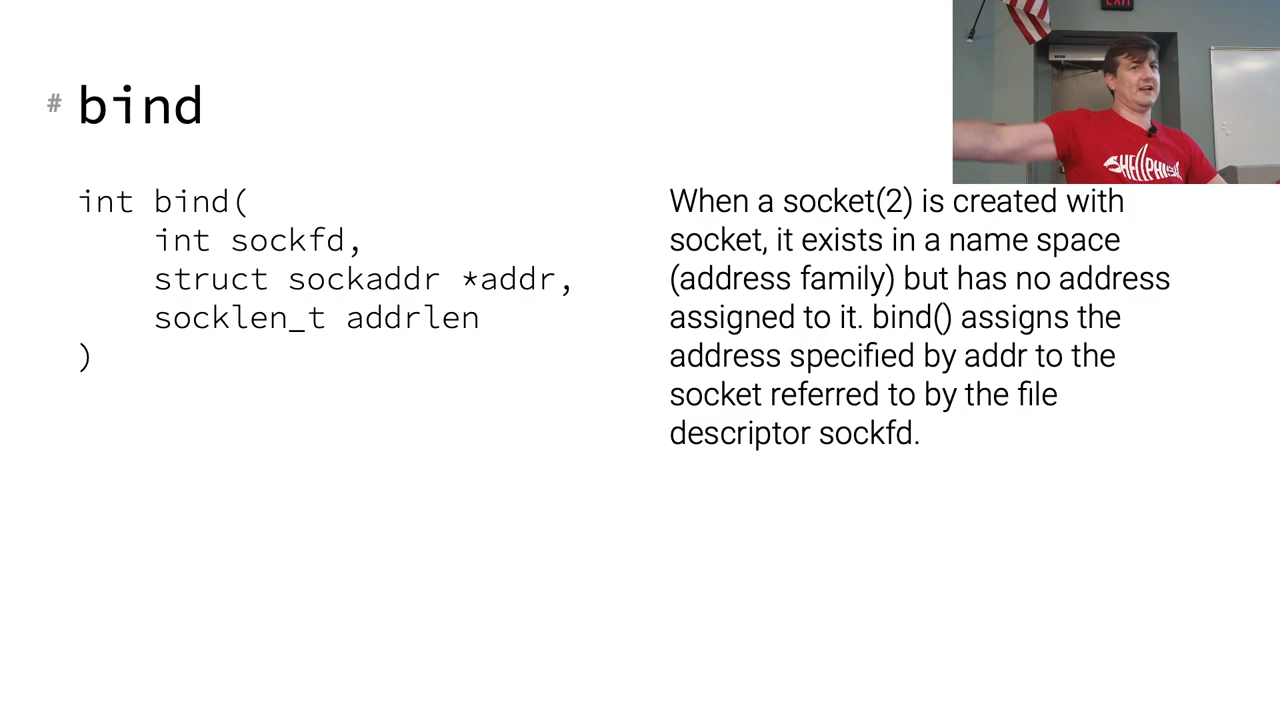 EXIT
# bind
SHELLPHISH
int bind(
    int sockfd,
    struct sockaddr *addr,
    socklen_t addrlen
)
When a socket(2) is created with
socket, it exists in a name space
(address family) but has no address
assigned to it. bind() assigns the
address specified by addr to the
socket referred to by the file
descriptor sockfd.